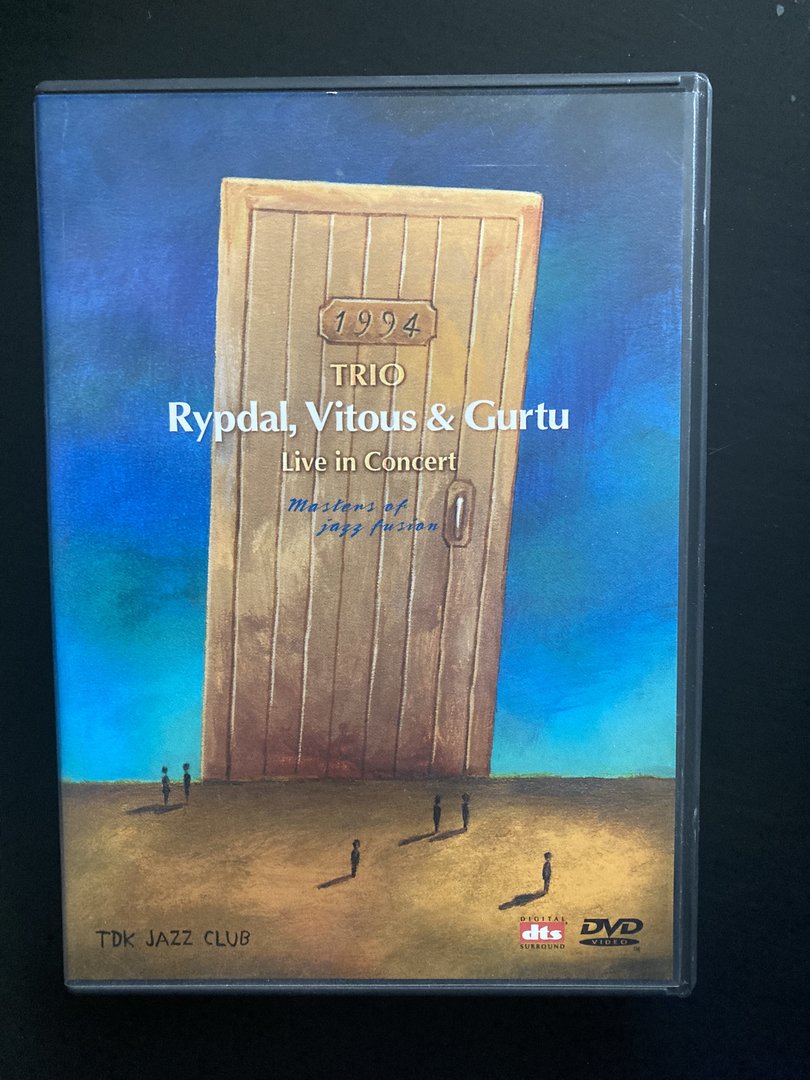 1994
TRIO
Rypdal, Vitous & Gurtu
Live in Concert
Masters of
jazz fusion
TDK JAZZ CLUB
DIGITAL
dts
SURROUND
DVD
VIDEO
TM